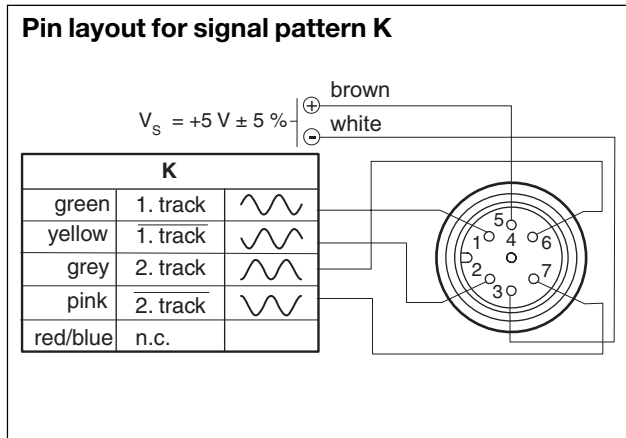 Pin layout for signal pattern K
brown
V_S = +5 V ± 5 %
+
white
-
K
green 1. track
yellow 1. track
grey 2. track
pink 2. track
red/blue n.c.
5
1 4 6
2 7
3